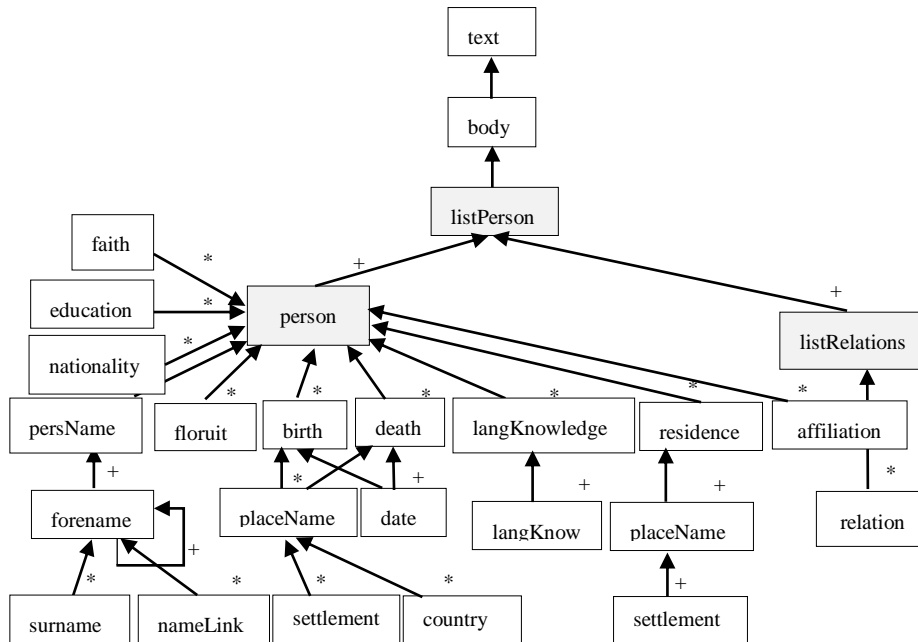 text
body
listPerson
faith
*
+
+
education
*
person
listRelations
nationality
*
*
*
*
*
*
*
persName
floruit
birth
death
langKnowledge
residence
affiliation
+
*
+
+
+
*
forename
placeName
date
langKnow
placeName
relation
+
*
*
*
*
+
surname
nameLink
settlement
country
settlement